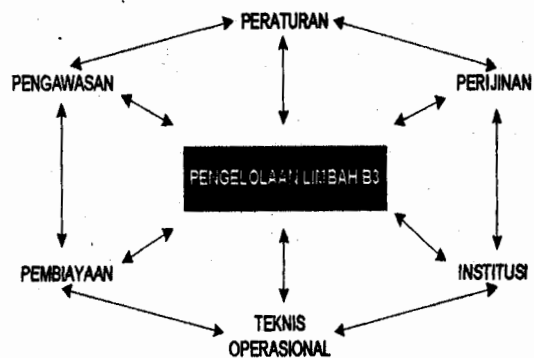 PERATURAN
PENGAWASAN
PERIJINAN
PENGELOLAAN LIMBAH B3
PEMBIAYAAN
INSTITUSI
TEKNIS
OPERASIONAL